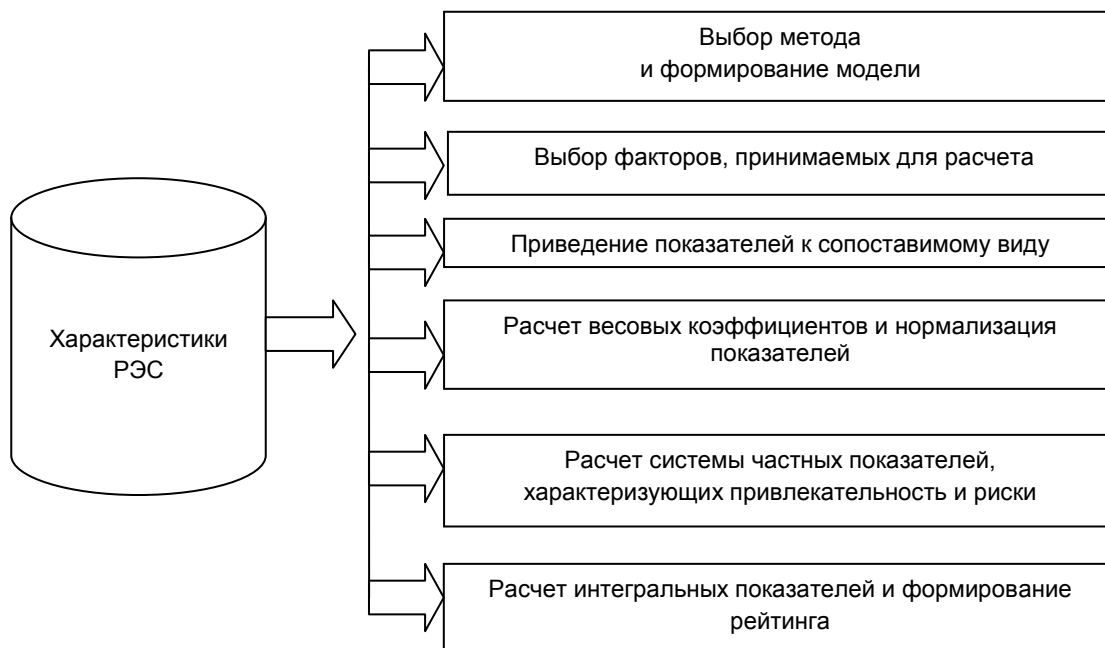 Выбор метода
и формирование модели
Выбор факторов, принимаемых для расчета
Приведение показателей к сопоставимому виду
Характеристики
РЭС
Расчет весовых коэффициентов и нормализация
показателей
Расчет системы частных показателей,
характеризующих привлекательность и риски
Расчет интегральных показателей и формирование
рейтинга